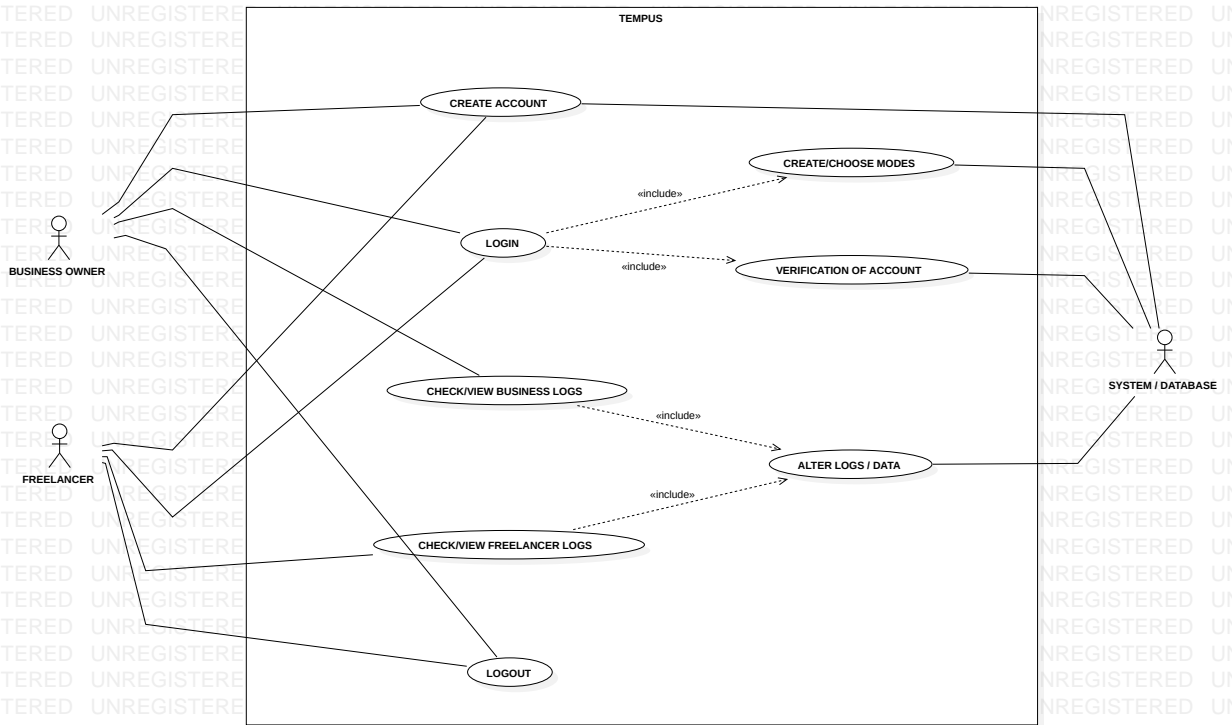 TEMPUS
CREATE ACCOUNT
CREATE/CHOOSE MODES
«include»
LOGIN
«include»
VERIFICATION OF ACCOUNT
BUSINESS OWNER
SYSTEM / DATABASE
CHECK/VIEW BUSINESS LOGS
«include»
ALTER LOGS / DATA
FREELANCER
«include»
CHECK/VIEW FREELANCER LOGS
LOGOUT
UNREGISTERED